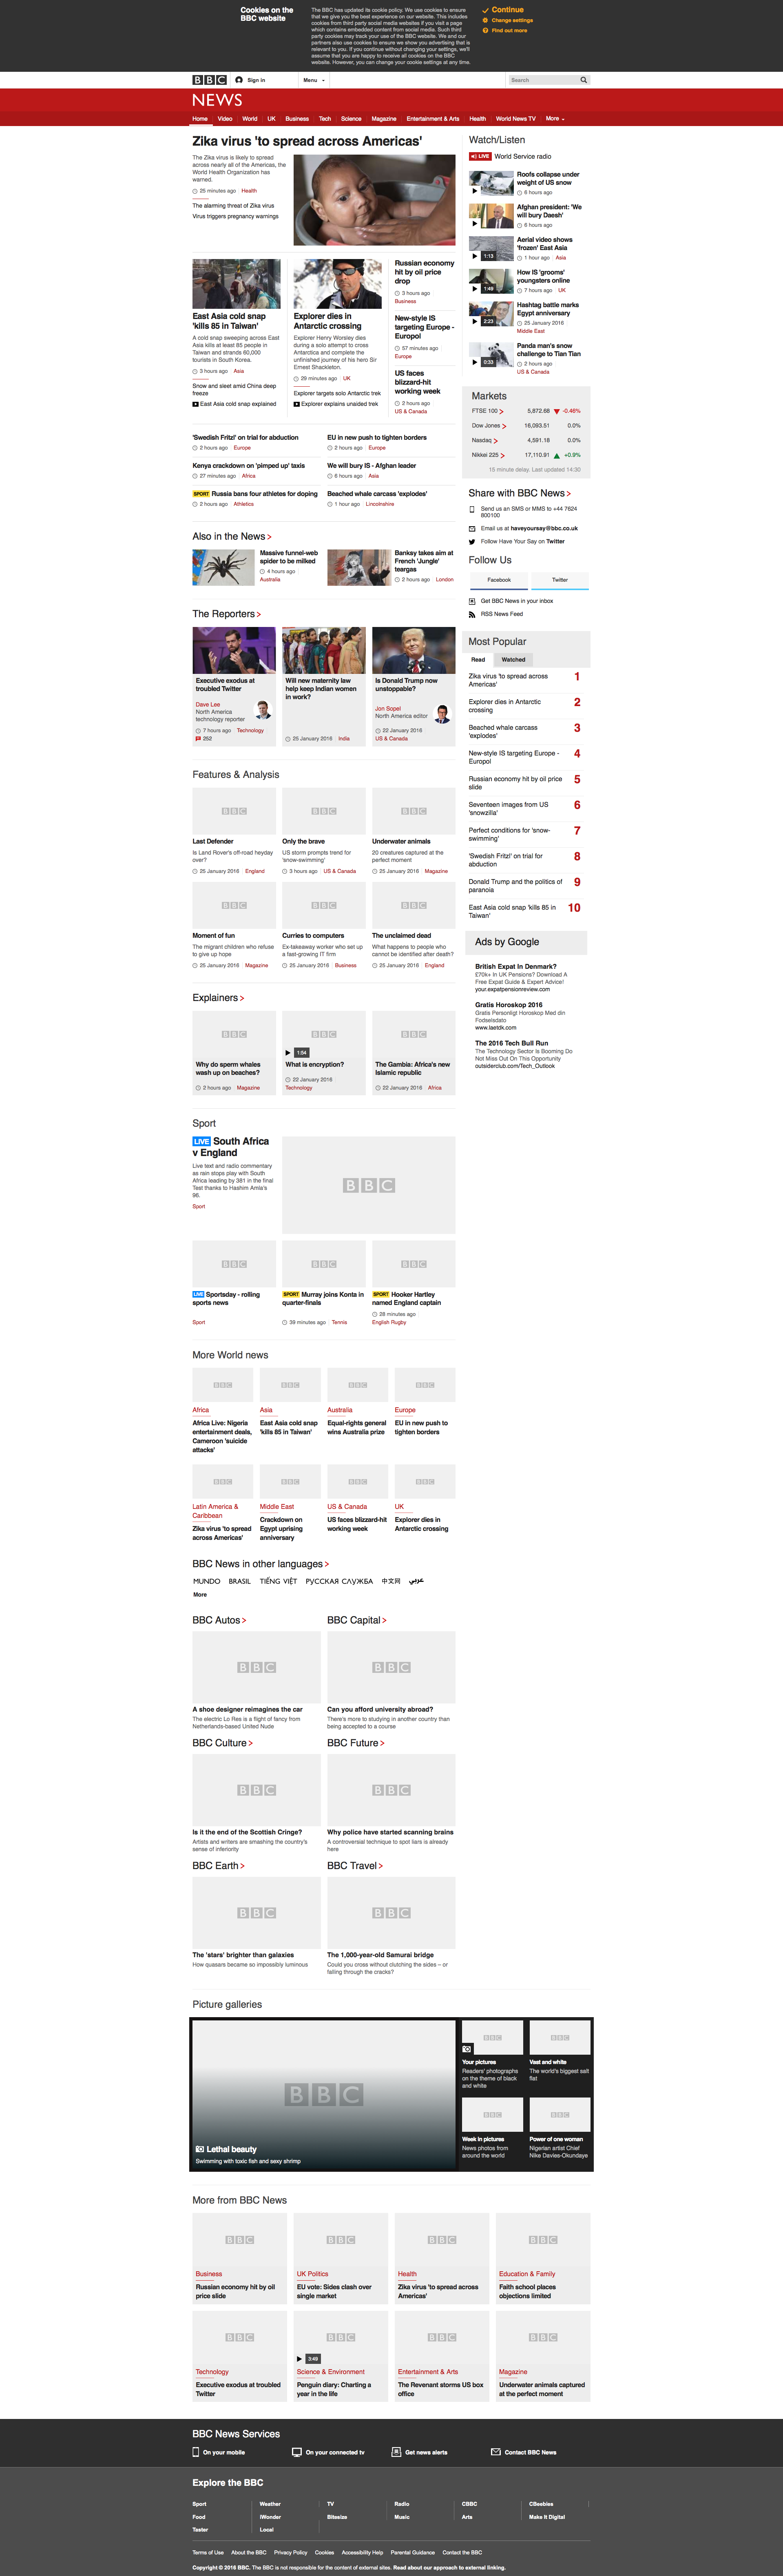 Cookies on the
BBC website
The BBC has updated its cookie policy. We use cookies to ensure
that we give you the best experience on our website. This includes
cookies from third party social media websites if you visit a page
which contains embedded content from social media. Such third
party cookies may track your use of the BBC website. We and our
partners also use cookies to ensure we show you advertising that is
relevant to you. If you continue without changing your settings, we'll
assume that you are happy to receive all cookies on the BBC
website. However, you can change your cookie settings at any time.
Continue
Change settings
Find out more
BBC Sign in Menu Search
NEWS
Home Video World UK Business Tech Science Magazine Entertainment & Arts Health World News TV More
Zika virus 'to spread across Americas'
The Zika virus is likely to spread
across nearly all of the Americas, the
World Health Organization has
warned.
25 minutes ago Health
The alarming threat of Zika virus
Virus triggers pregnancy warnings
East Asia cold snap
'kills 85 in Taiwan'
A cold snap sweeping across East
Asia kills at least 85 people in
Taiwan and strands 60,000
tourists in South Korea.
3 hours ago Asia
Snow and sleet amid China deep
freeze
East Asia cold snap explained
Explorer dies in
Antarctic crossing
Explorer Henry Worsley dies
during a solo attempt to cross
Antarctica and complete the
unfinished journey of his hero Sir
Ernest Shackleton.
29 minutes ago UK
Explorer targets solo Antarctic trek
Explorer explains unaided trek
Russian economy
hit by oil price
drop
3 hours ago
Business
New-style IS
targeting Europe -
Europol
57 minutes ago
Europe
US faces
blizzard-hit
working week
2 hours ago
US & Canada
'Swedish Fritzl' on trial for abduction
2 hours ago Europe
EU in new push to tighten borders
2 hours ago Europe
Kenya crackdown on 'pimped up' taxis
27 minutes ago Africa
We will bury IS - Afghan leader
6 hours ago Asia
SPORT Russia bans four athletes for doping
2 hours ago Athletics
Beached whale carcass 'explodes'
1 hour ago Lincolnshire
Also in the News
Massive funnel-web
spider to be milked
4 hours ago
Australia
Banksy takes aim at
French 'Jungle'
teargas
2 hours ago London
The Reporters
Executive exodus at
troubled Twitter
Dave Lee
North America
technology reporter
7 hours ago Technology
252
Will new maternity law
help keep Indian women
in work?
25 January 2016 India
Is Donald Trump now
unstoppable?
Jon Sopel
North America editor
22 January 2016
US & Canada
Features & Analysis
BBC BBC BBC
Last Defender
Is Land Rover's off-road heyday
over?
25 January 2016 England
Only the brave
US storm prompts trend for
'snow-swimming'
3 hours ago US & Canada
Underwater animals
20 creatures captured at the
perfect moment
25 January 2016 Magazine
BBC BBC BBC
Moment of fun
The migrant children who refuse
to give up hope
25 January 2016 Magazine
Curries to computers
Ex-takeaway worker who set up
a fast-growing IT firm
25 January 2016 Business
The unclaimed dead
What happens to people who
cannot be identified after death?
25 January 2016 England
Explainers
BBC BBC BBC
Why do sperm whales
wash up on beaches?
2 hours ago Magazine
1:54
What is encryption?
22 January 2016
Technology
The Gambia: Africa's new
Islamic republic
22 January 2016 Africa
Sport
LIVE South Africa
v England
Live text and radio commentary
as rain stops play with South
Africa leading by 381 in the final
Test thanks to Hashim Amla's
96.
Sport
BBC
BBC BBC BBC
LIVE Sportsday - rolling
sports news
Sport
SPORT Murray joins Konta in
quarter-finals
39 minutes ago Tennis
SPORT Hooker Hartley
named England captain
28 minutes ago
English Rugby
More World news
BBC BBC BBC BBC
Africa
Africa Live: Nigeria
entertainment deals,
Cameroon 'suicide
attacks'
Asia
East Asia cold snap
'kills 85 in Taiwan'
Australia
Equal-rights general
wins Australia prize
Europe
EU in new push to
tighten borders
BBC BBC BBC BBC
Latin America &
Caribbean
Zika virus 'to spread
across Americas'
Middle East
Crackdown on
Egypt uprising
anniversary
US & Canada
US faces blizzard-hit
working week
UK
Explorer dies in
Antarctic crossing
BBC News in other languages
MUNDO BRASIL TIẾNG VIỆT РУССКАЯ СЛУЖБА 中文网 عربي
More
BBC Autos
BBC
A shoe designer reimagines the car
The electric Lo Res is a flight of fancy from
Netherlands-based United Nude
BBC Capital
BBC
Can you afford university abroad?
There's more to studying in another country than
being accepted to a course
BBC Culture
BBC
Is it the end of the Scottish Cringe?
Artists and writers are smashing the country's
sense of inferiority
BBC Future
BBC
Why police have started scanning brains
A controversial technique to spot liars is already
here
BBC Earth
BBC
The 'stars' brighter than galaxies
How quasars became so impossibly luminous
BBC Travel
BBC
The 1,000-year-old Samurai bridge
Could you cross without clutching the sides – or
falling through the cracks?
Watch/Listen
LIVE World Service radio
Roofs collapse under
weight of US snow
6 hours ago
Afghan president: 'We
will bury Daesh'
6 hours ago
1:13
Aerial video shows
'frozen' East Asia
1 hour ago Asia
1:49
How IS 'grooms'
youngsters online
7 hours ago UK
2:23
Hashtag battle marks
Egypt anniversary
25 January 2016
Middle East
0:33
Panda man's snow
challenge to Tian Tian
US & Canada
Markets
FTSE 100 5,872.68 -0.46%
Dow Jones 16,093.51 0.0%
Nasdaq 4,591.18 0.0%
Nikkei 225 17,110.91 +0.9%
15 minute delay. Last updated 14:30
Share with BBC News
Send us an SMS or MMS to +44 7624
800100
Email us at haveyoursay@bbc.co.uk
Follow Have Your Say on Twitter
Follow Us
Facebook Twitter
Get BBC News in your inbox
RSS News Feed
Most Popular
Read Watched
Zika virus 'to spread across
Americas' 1
Explorer dies in Antarctic
crossing 2
Beached whale carcass
'explodes' 3
New-style IS targeting Europe -
Europol 4
Russian economy hit by oil price
slide 5
Seventeen images from US
'snowzilla' 6
Perfect conditions for 'snow-
swimming' 7
'Swedish Fritzl' on trial for
abduction 8
Donald Trump and the politics of
paranoia 9
East Asia cold snap 'kills 85 in
Taiwan' 10
Ads by Google
British Expat In Denmark?
£70k+ In UK Pensions? Download A
Free Expat Guide & Expert Advice!
your.expatpensionreview.com
Gratis Horoskop 2016
Gratis Personligt Horoskop Med din
Fodselsdato
www.laetdk.com
The 2016 Tech Bull Run
The Technology Sector Is Booming Do
Not Miss Out On This Opportunity
outsiderclub.com/Tech_Outlook
Picture galleries
BBC
Lethal beauty
Swimming with toxic fish and sexy shrimp
BBC BBC
Your pictures
Readers' photographs
on the theme of black
and white
Vast and white
The world's biggest salt
flat
BBC BBC
Week in pictures
News photos from
around the world
Power of one woman
Nigerian artist Chief
Nike Davies-Okundaye
More from BBC News
BBC BBC BBC BBC
Business
Russian economy hit by oil
price slide
UK Politics
EU vote: Sides clash over
single market
Health
Zika virus 'to spread across
Americas'
Education & Family
Faith school places
objections limited
BBC BBC BBC BBC
Technology
Executive exodus at troubled
Twitter
3:49
Science & Environment
Penguin diary: Charting a
year in the life
Entertainment & Arts
The Revenant storms US box
office
Magazine
Underwater animals captured
at the perfect moment
BBC News Services
On your mobile On your connected tv Get news alerts Contact BBC News
Explore the BBC
Sport Weather TV Radio CBBC CBeebies
Food iWonder Bitesize Music Arts Make It Digital
Taster Local
Terms of Use About the BBC Privacy Policy Cookies Accessibility Help Parental Guidance Contact the BBC
Copyright © 2016 BBC. The BBC is not responsible for the content of external sites. Read about our approach to external linking.